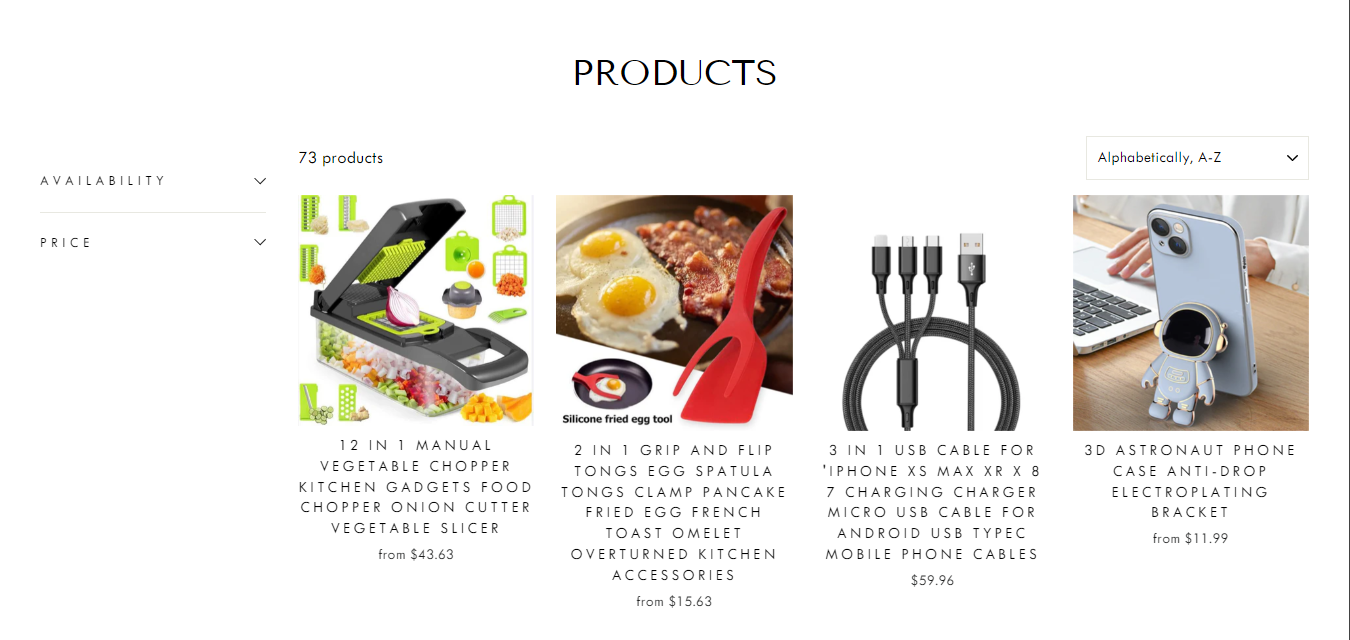 PRODUCTS
73 products
Alphabetically, A-Z
AVAILABILITY
PRICE
12 IN 1 MANUAL
VEGETABLE CHOPPER
KITCHEN GADGETS FOOD
CHOPPER ONION CUTTER
VEGETABLE SLICER
from $43.63
Silicone fried egg tool
2 IN 1 GRIP AND FLIP
TONGS EGG SPATULA
TONGS CLAMP PANCAKE
FRIED EGG FRENCH
TOAST OMELET
OVERTURNED KITCHEN
ACCESSORIES
from $15.63
3 IN 1 USB CABLE FOR
'IPHONE XS MAX XR X 8
7 CHARGING CHARGER
MICRO USB CABLE FOR
ANDROID USB TYPEC
MOBILE PHONE CABLES
$59.96
3D ASTRONAUT PHONE
CASE ANTI-DROP
ELECTROPLATING
BRACKET
from $11.99